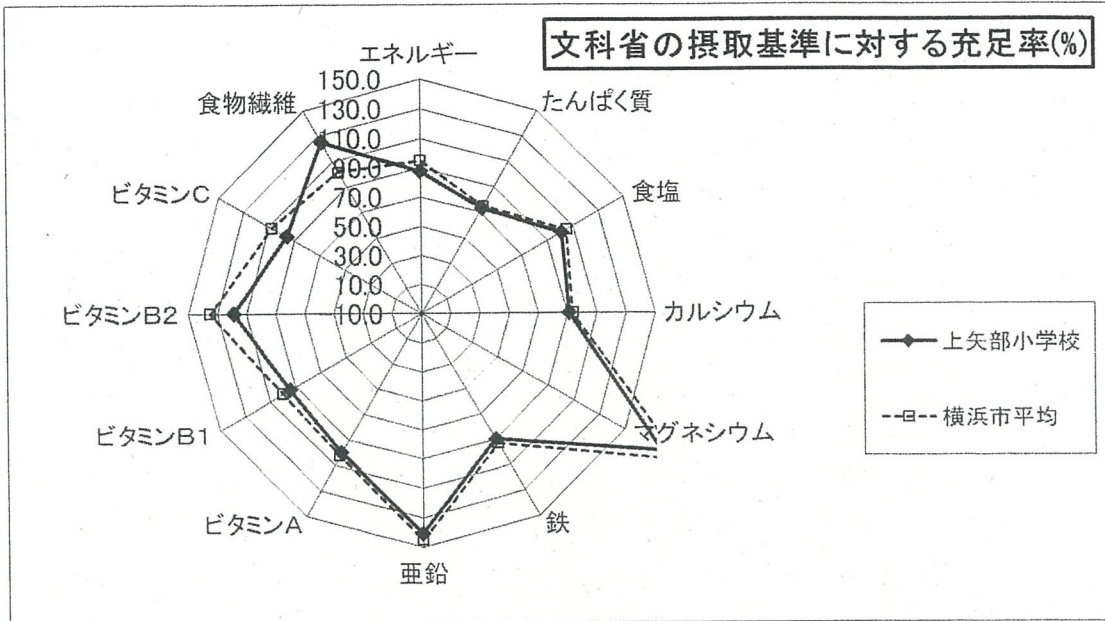 文科省の摂取基準に対する充足率(%)
エネルギー
たんぱく質
食塩
カルシウム
マグネシウム
鉄
亜鉛
ビタミンA
ビタミンB1
ビタミンB2
ビタミンC
食物繊維
150.0
130.0
110.0
90.0
70.0
50.0
30.0
10.0
-10.0
上矢部小学校
横浜市平均